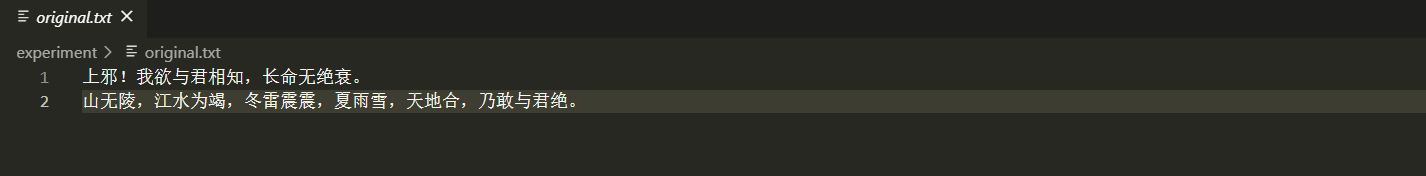 original.txt
experiment > original.txt
1 上邪！我欲与君相知，长命无绝衰。
2 山无陵，江水为竭，冬雷震震，夏雨雪，天地合，乃敢与君绝。